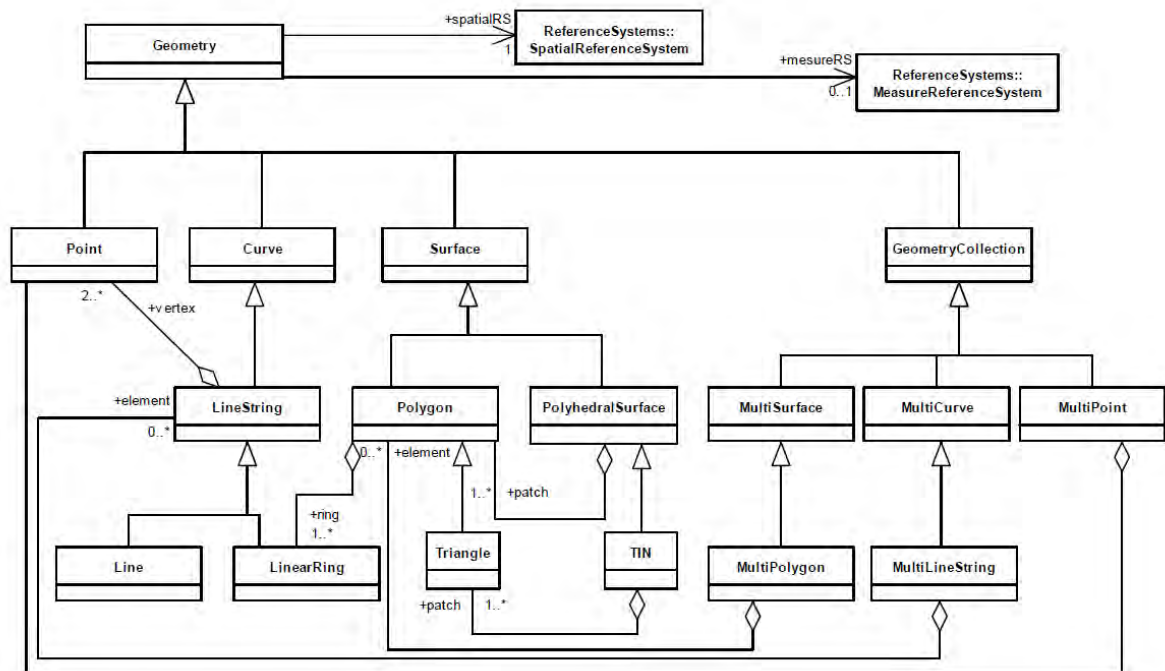 +spatialRS
1
ReferenceSystems::
SpatialReferenceSystem
Geometry
+mesureRS
0..1
ReferenceSystems::
MeasureReferenceSystem
Point
Curve
Surface
GeometryCollection
2..*
+vertex
+element
0..*
LineString
Polygon
PolyhedralSurface
MultiSurface
MultiCurve
MultiPoint
0..*
+element
1..*
+patch
+ring
1..*
Line
LinearRing
Triangle
TIN
MultiPolygon
MultiLineString
+patch
1..*